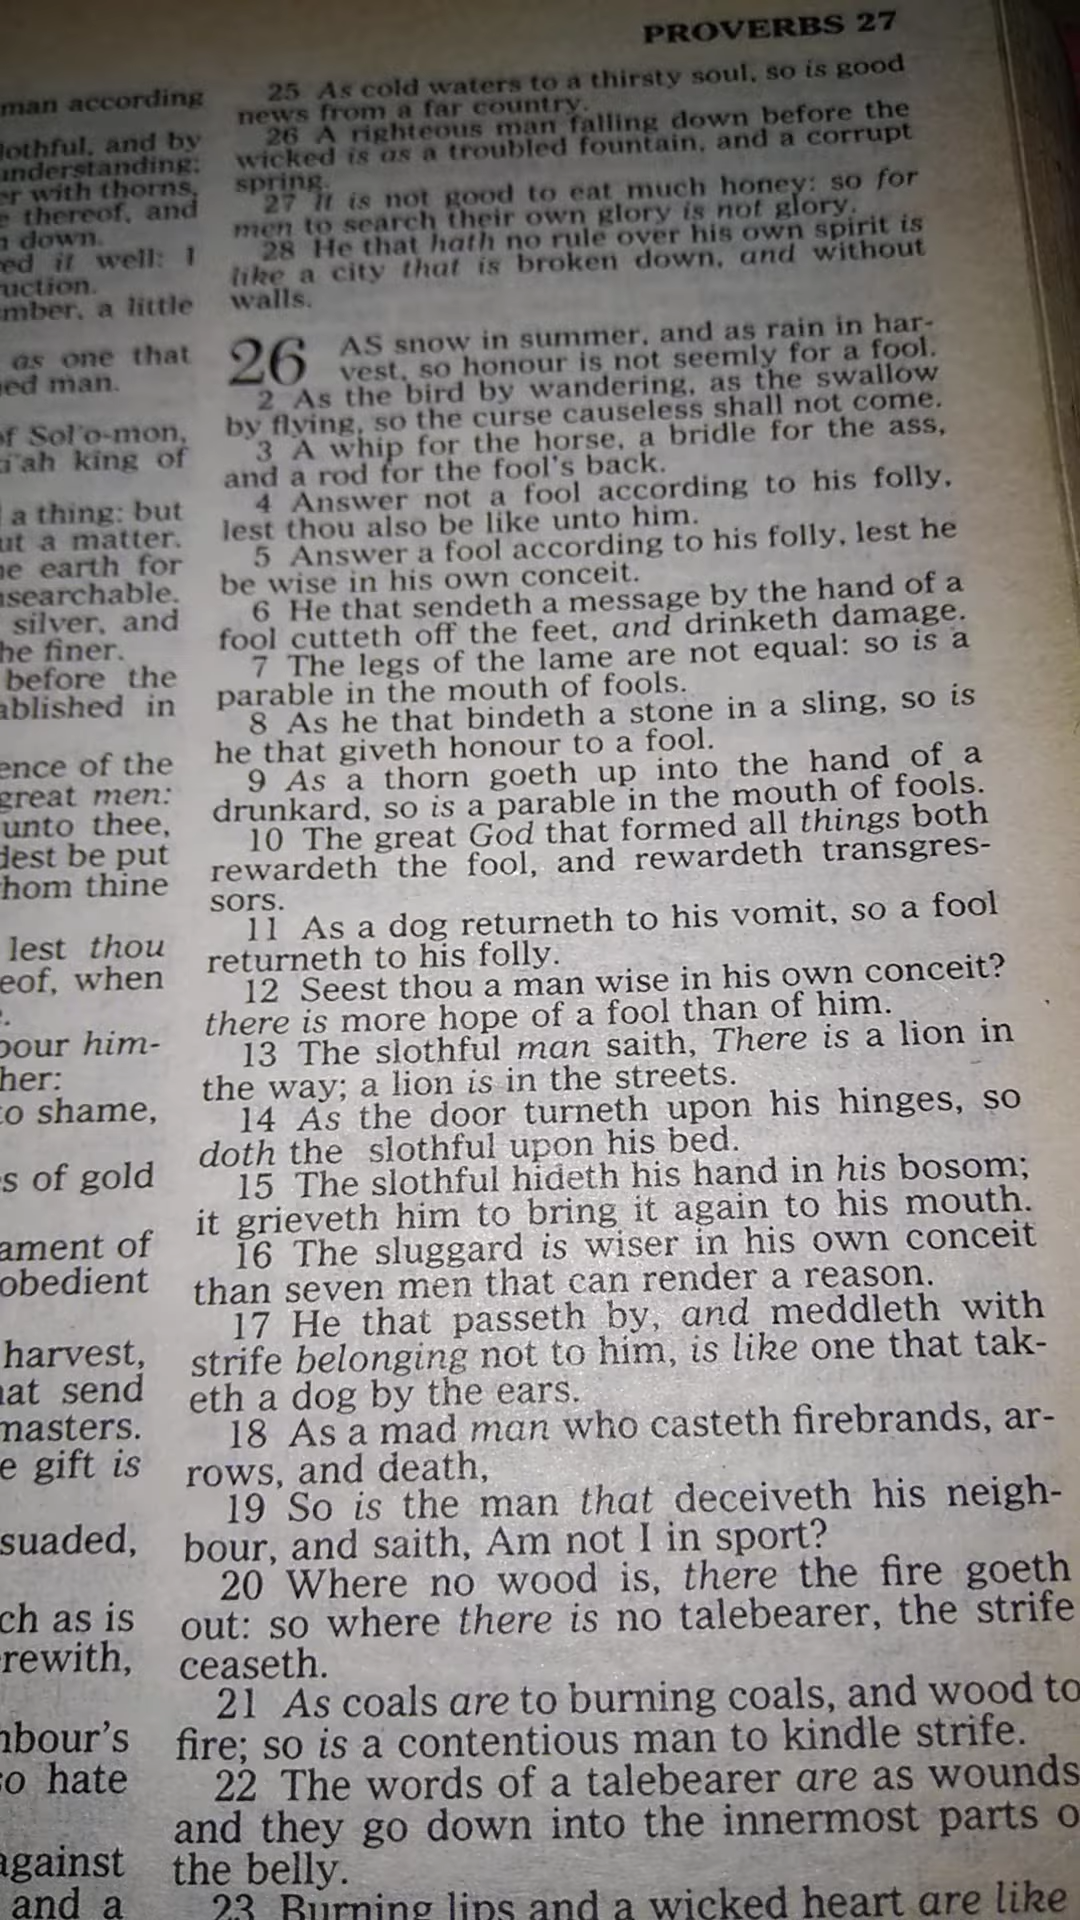 PROVERBS 27
man according
lothful, and by
understanding;
er with thorns,
e thereof, and
n down.
ed it well: I
ruction.
mber, a little
as one that
ed man.
of Sol'o-mon,
i'ah king of
a thing: but
ut a matter.
he earth for
nsearchable.
silver, and
he finer.
before the
ablished in
ence of the
great men:
unto thee,
dest be put
hom thine
lest thou
eof, when
e.
bour him-
her:
to shame,
s of gold
ament of
obedient
harvest,
hat send
masters.
e gift is
suaded,
ch as is
rewith,
hbour's
so hate
against
and a
25 As cold waters to a thirsty soul, so is good
news from a far country.
26 A righteous man falling down before the
wicked is as a troubled fountain, and a corrupt
spring.
27 It is not good to eat much honey: so for
men to search their own glory is not glory.
28 He that hath no rule over his own spirit is
like a city that is broken down, and without
walls.
26 AS snow in summer, and as rain in har-
vest, so honour is not seemly for a fool.
2 As the bird by wandering, as the swallow
by flying, so the curse causeless shall not come.
3 A whip for the horse, a bridle for the ass,
and a rod for the fool's back.
4 Answer not a fool according to his folly,
lest thou also be like unto him.
5 Answer a fool according to his folly, lest he
be wise in his own conceit.
6 He that sendeth a message by the hand of a
fool cutteth off the feet, and drinketh damage.
7 The legs of the lame are not equal: so is a
parable in the mouth of fools.
8 As he that bindeth a stone in a sling, so is
he that giveth honour to a fool.
9 As a thorn goeth up into the hand of a
drunkard, so is a parable in the mouth of fools.
10 The great God that formed all things both
rewardeth the fool, and rewardeth transgres-
sors.
11 As a dog returneth to his vomit, so a fool
returneth to his folly.
12 Seest thou a man wise in his own conceit?
there is more hope of a fool than of him.
13 The slothful man saith, There is a lion in
the way; a lion is in the streets.
14 As the door turneth upon his hinges, so
doth the slothful upon his bed.
15 The slothful hideth his hand in his bosom;
it grieveth him to bring it again to his mouth.
16 The sluggard is wiser in his own conceit
than seven men that can render a reason.
17 He that passeth by, and meddleth with
strife belonging not to him, is like one that tak-
eth a dog by the ears.
18 As a mad man who casteth firebrands, ar-
rows, and death,
19 So is the man that deceiveth his neigh-
bour, and saith, Am not I in sport?
20 Where no wood is, there the fire goeth
out: so where there is no talebearer, the strife
ceaseth.
21 As coals are to burning coals, and wood to
fire; so is a contentious man to kindle strife.
22 The words of a talebearer are as wounds
and they go down into the innermost parts o
the belly.
23 Burning lips and a wicked heart are like